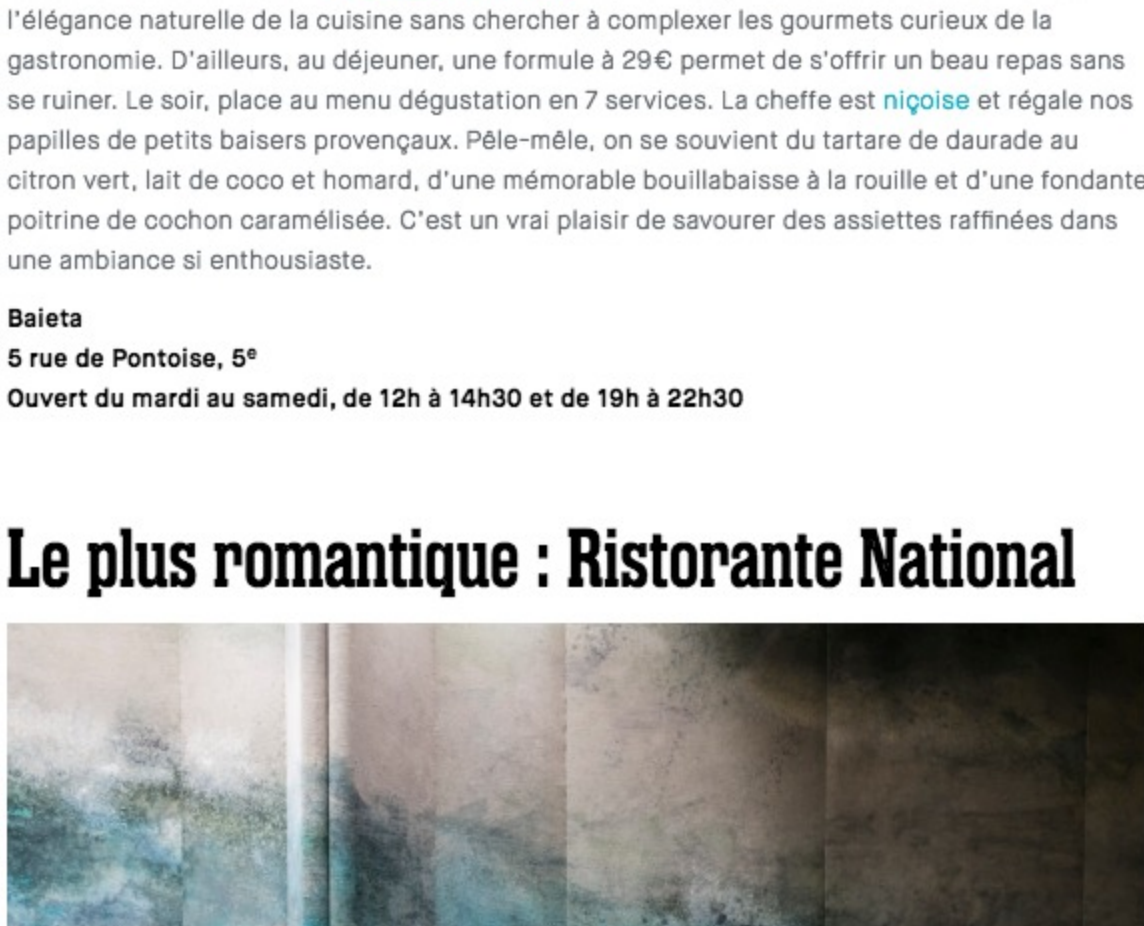 l'élégance naturelle de la cuisine sans chercher à complexer les gourmets curieux de la
gastronomie. D'ailleurs, au déjeuner, une formule à 29€ permet de s'offrir un beau repas sans
se ruiner. Le soir, place au menu dégustation en 7 services. La cheffe est niçoise et régale nos
papilles de petits baisers provençaux. Pêle-mêle, on se souvient du tartare de daurade au
citron vert, lait de coco et homard, d'une mémorable bouillabaisse à la rouille et d'une fondante
poitrine de cochon caramélisée. C'est un vrai plaisir de savourer des assiettes raffinées dans
une ambiance si enthousiaste.
Baieta
5 rue de Pontoise, 5ᵉ
Ouvert du mardi au samedi, de 12h à 14h30 et de 19h à 22h30
Le plus romantique : Ristorante National